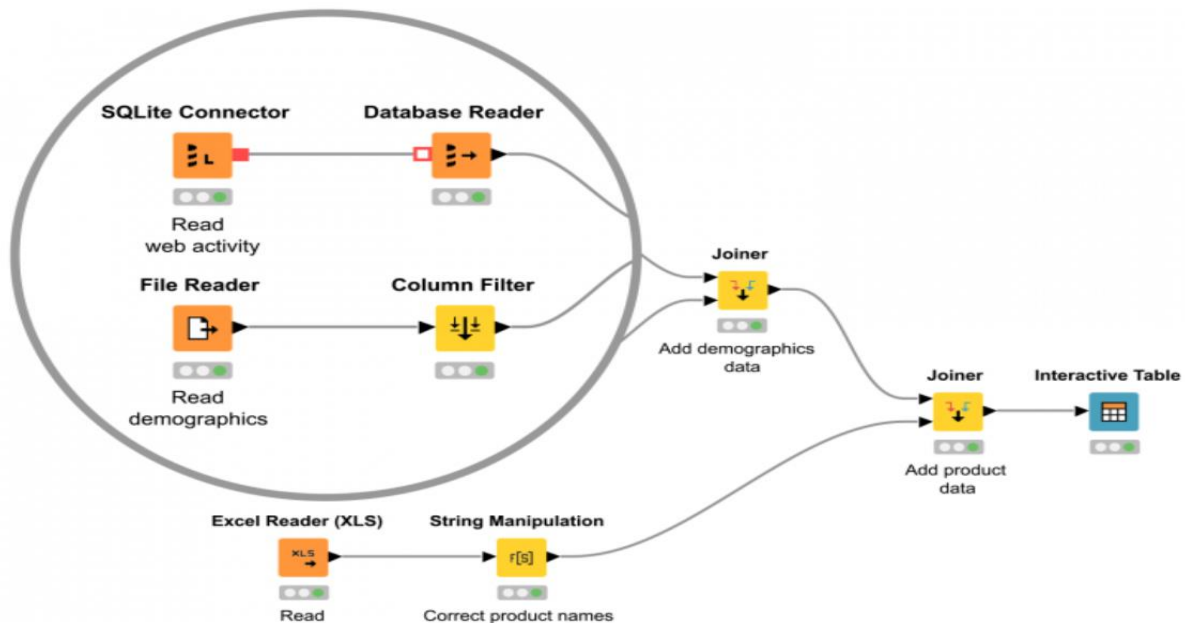 SQLite Connector
Database Reader
L
Read
web activity
File Reader
Column Filter
Read
demographics
Joiner
Add demographics
data
Joiner
Interactive Table
Add product
data
Excel Reader (XLS)
String Manipulation
XLS
f[S]
Read
Correct product names